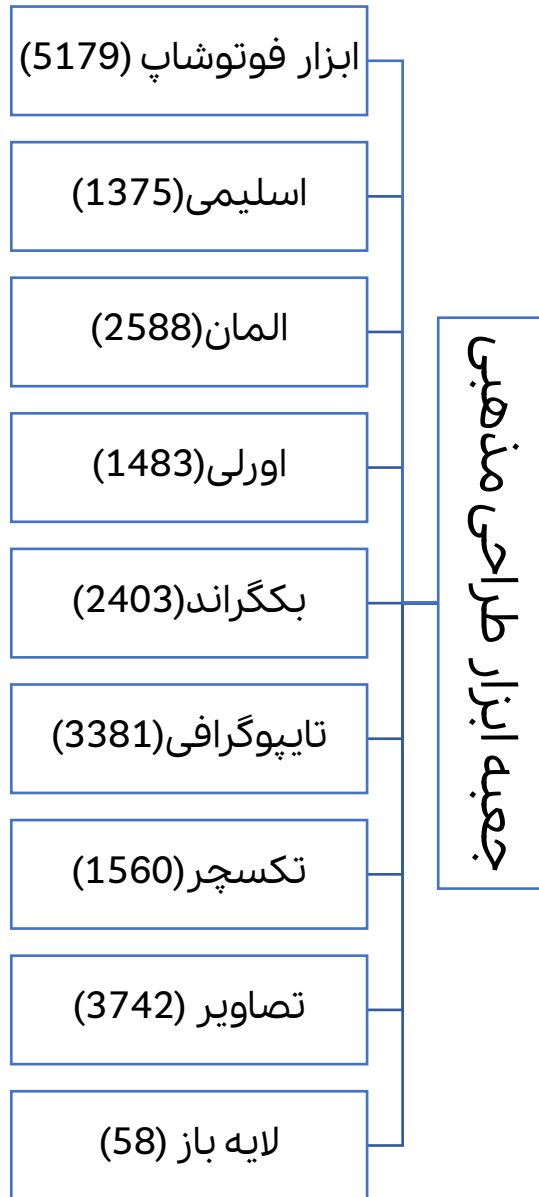 جعبه ابزار طراحی مذهبی
ابزار فوتوشاپ (5179)
اسلیمی(1375)
المان(2588)
اورلی(1483)
بکگراند(2403)
تایپوگرافی(3381)
تکسچر(1560)
تصاویر (3742)
لایه باز (58)